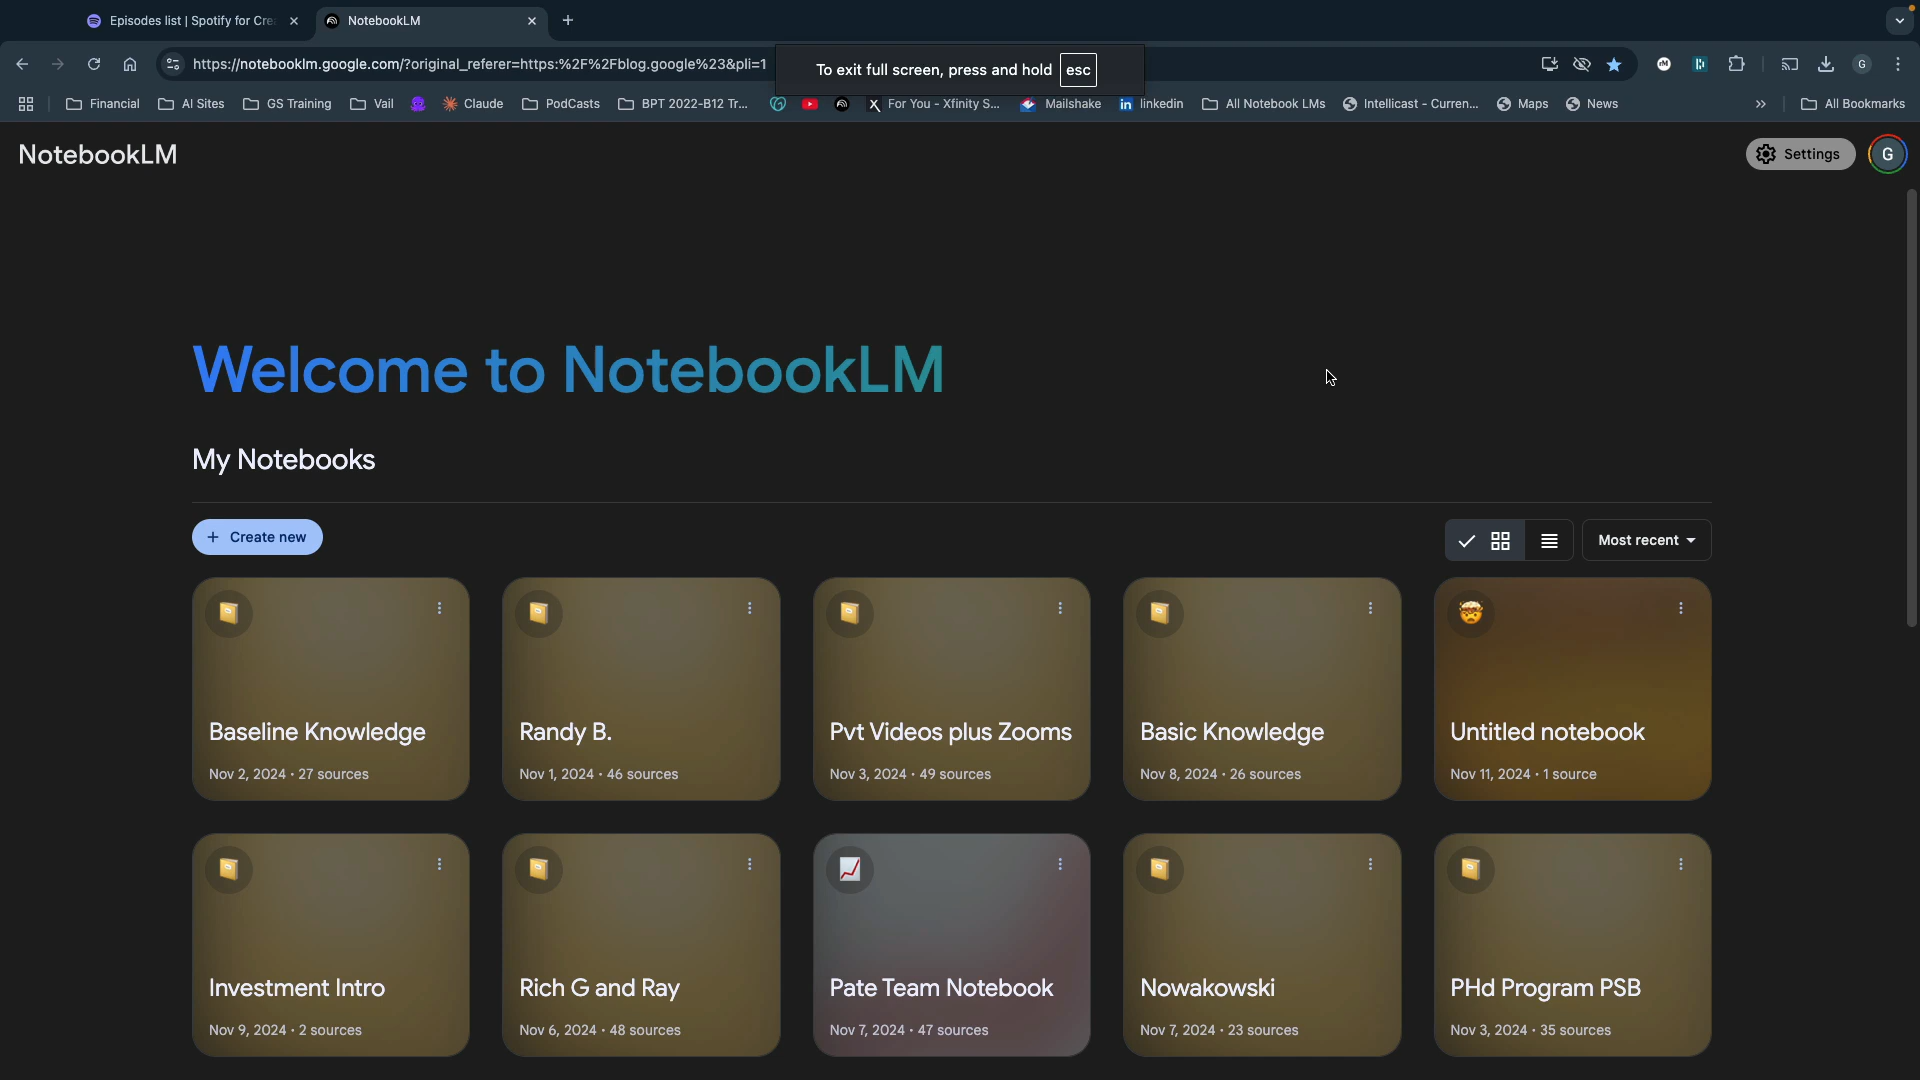 Episodes list | Spotify for Cre
NotebookLM
https://notebooklm.google.com/?original_referer=https:%2F%2Fblog.google%23&pli=1
To exit full screen, press and hold esc
Financial
AI Sites
GS Training
Vail
Claude
PodCasts
BPT 2022-B12 Tr...
For You - Xfinity S...
Mailshake
linkedin
All Notebook LMs
Intellicast - Curren...
Maps
News
All Bookmarks
NotebookLM
Settings
G
Welcome to NotebookLM
My Notebooks
+ Create new
Most recent
Baseline Knowledge
Nov 2, 2024 · 27 sources
Randy B.
Nov 1, 2024 · 46 sources
Pvt Videos plus Zooms
Nov 3, 2024 · 49 sources
Basic Knowledge
Nov 8, 2024 · 26 sources
Untitled notebook
Nov 11, 2024 · 1 source
Investment Intro
Nov 9, 2024 · 2 sources
Rich G and Ray
Nov 6, 2024 · 48 sources
Pate Team Notebook
Nov 7, 2024 · 47 sources
Nowakowski
Nov 7, 2024 · 23 sources
PHd Program PSB
Nov 3, 2024 · 35 sources